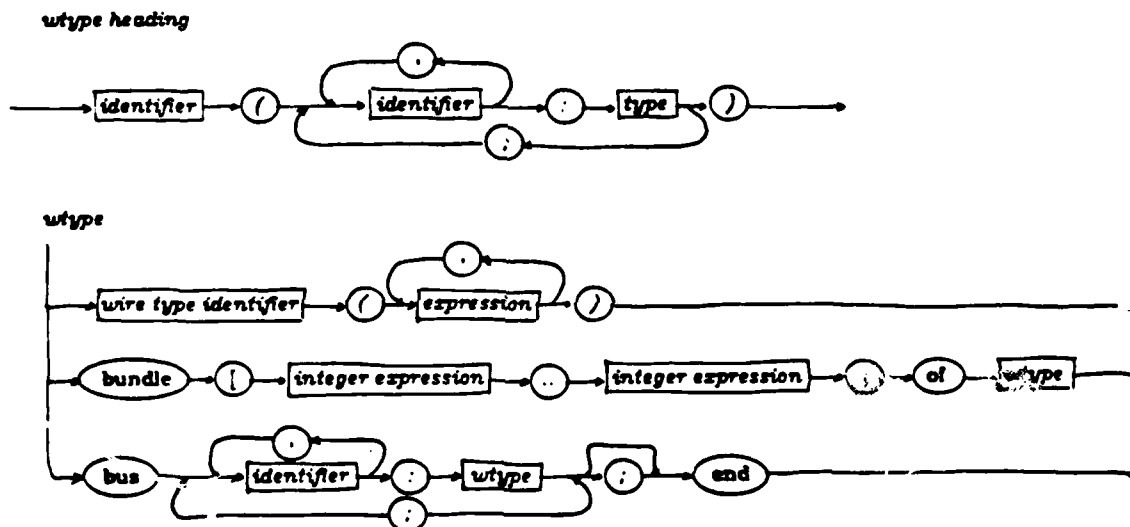 wtype heading
,
identifier ( identifier : type )
;
wtype
,
wire type identifier ( expression )
bundle [ integer expression .. integer expression of
,
bus identifier : wtype ; end
;